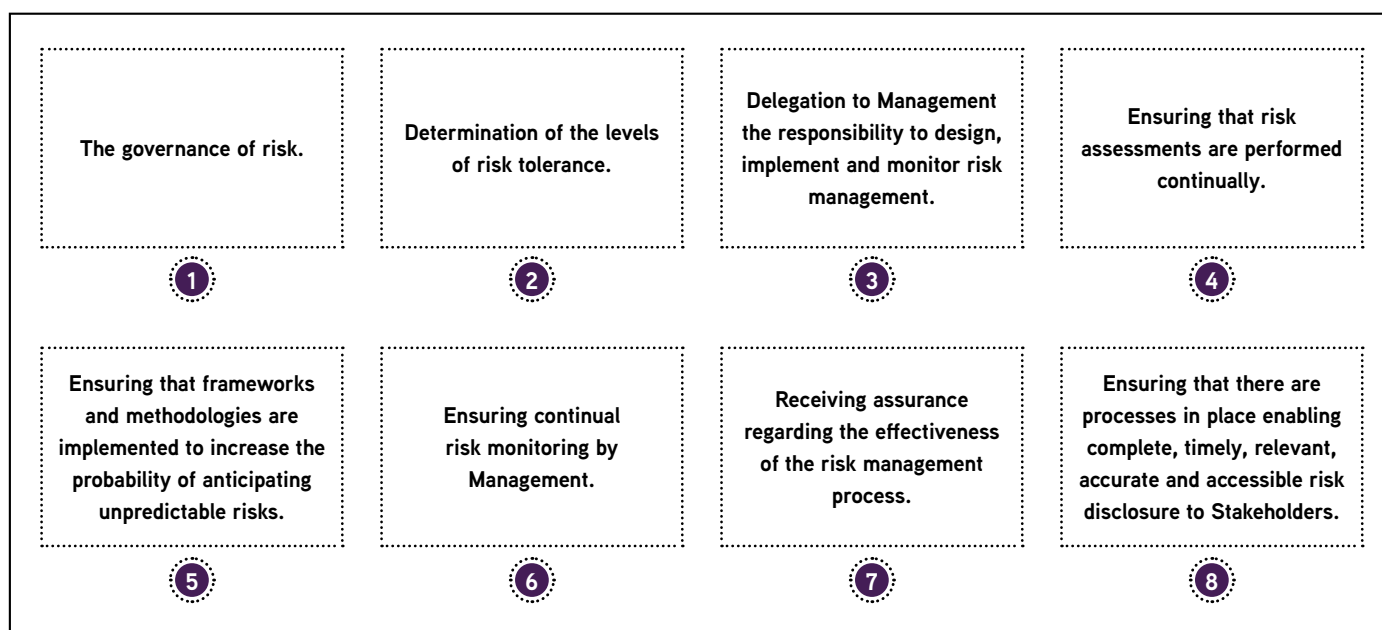 The governance of risk.
1
Determination of the levels
of risk tolerance.
2
Delegation to Management
the responsibility to design,
implement and monitor risk
management.
3
Ensuring that risk
assessments are performed
continually.
4
Ensuring that frameworks
and methodologies are
implemented to increase the
probability of anticipating
unpredictable risks.
5
Ensuring continual
risk monitoring by
Management.
6
Receiving assurance
regarding the effectiveness
of the risk management
process.
7
Ensuring that there are
processes in place enabling
complete, timely, relevant,
accurate and accessible risk
disclosure to Stakeholders.
8